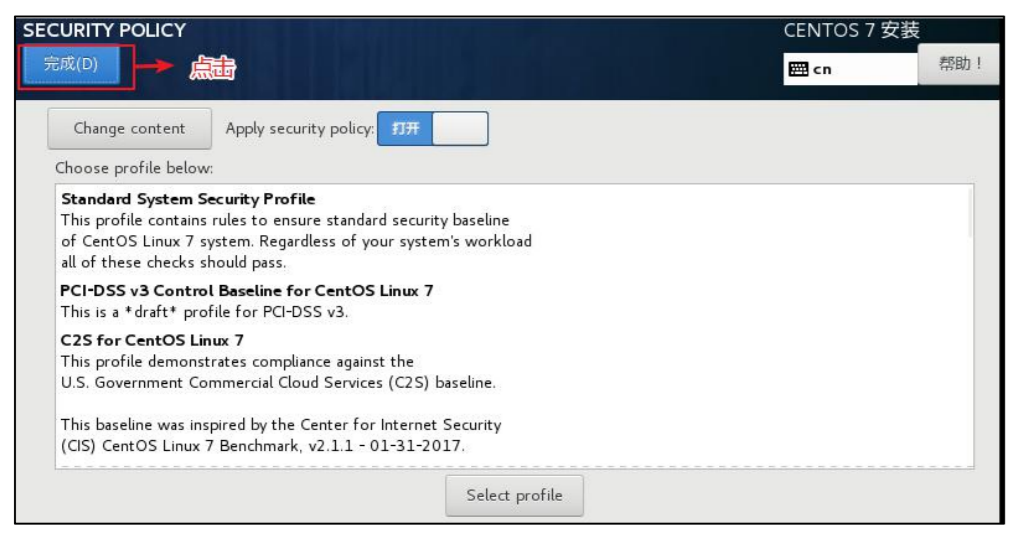 SECURITY POLICY
CENTOS 7 安装
完成(D)
点击
cn
帮助！
Change content
Apply security policy:
打开
Choose profile below:
Standard System Security Profile
This profile contains rules to ensure standard security baseline
of CentOS Linux 7 system. Regardless of your system's workload
all of these checks should pass.
PCI-DSS v3 Control Baseline for CentOS Linux 7
This is a *draft* profile for PCI-DSS v3.
C2S for CentOS Linux 7
This profile demonstrates compliance against the
U.S. Government Commercial Cloud Services (C2S) baseline.
This baseline was inspired by the Center for Internet Security
(CIS) CentOS Linux 7 Benchmark, v2.1.1 - 01-31-2017.
Select profile